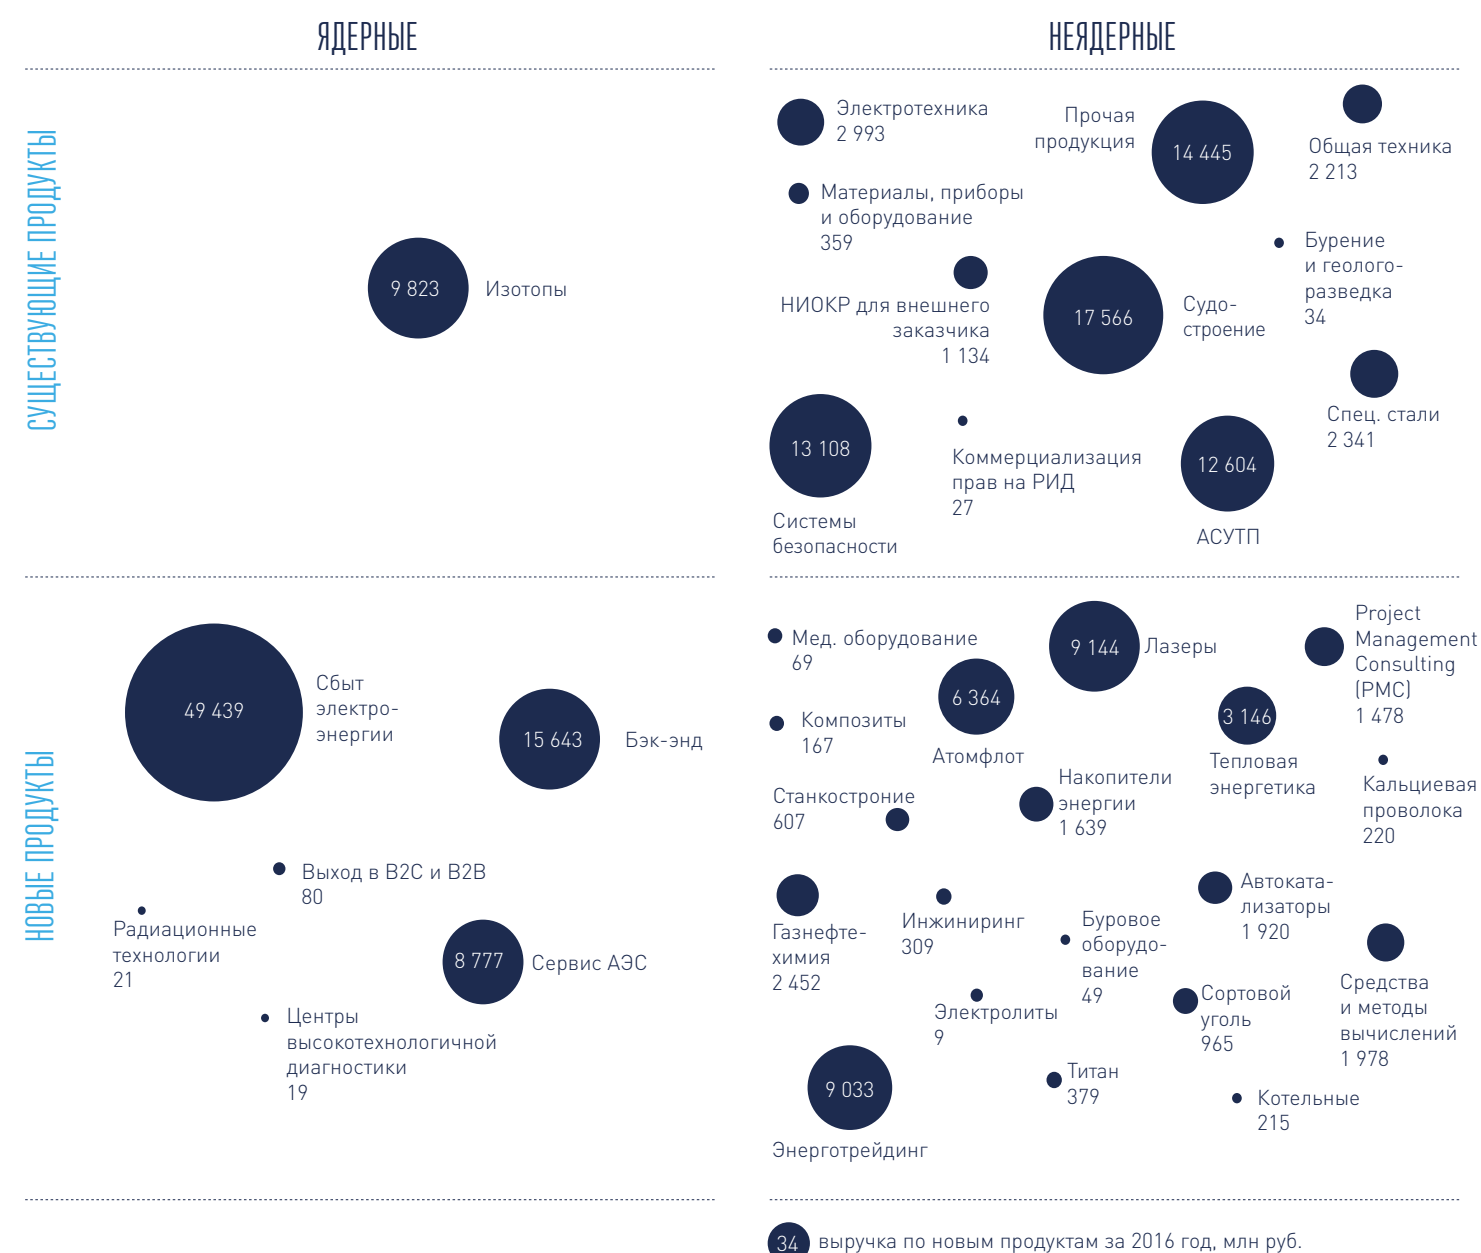 ЯДЕРНЫЕ
НЕЯДЕРНЫЕ
СУЩЕСТВУЮЩИЕ ПРОДУКТЫ
9 823
Изотопы
Электротехника
2 993
Прочая
продукция
14 445
Общая техника
2 213
Материалы, приборы
и оборудование
359
Бурение
и геолого-
разведка
34
НИОКР для внешнего
заказчика
1 134
17 566
Судо-
строение
Спец. стали
2 341
13 108
Системы
безопасности
Коммерциализация
прав на РИД
27
12 604
АСУТП
НОВЫЕ ПРОДУКТЫ
49 439
Сбыт
электро-
энергии
15 643
Бэк-энд
Выход в B2C и B2B
80
Радиационные
технологии
21
8 777
Сервис АЭС
Центры
высокотехнологичной
диагностики
19
Мед. оборудование
69
9 144
Лазеры
Project
Management
Consulting
(PMC)
1 478
6 364
Атомфлот
Композиты
167
3 146
Тепловая
энергетика
Накопители
энергии
1 639
Кальциевая
проволока
220
Станкострoние
607
Газнефте-
химия
2 452
Инжиниринг
309
Буровое
оборудо-
вание
49
Автоката-
лизаторы
1 920
Средства
и методы
вычислений
1 978
Электролиты
9
Сортовой
уголь
965
9 033
Энерготрейдинг
Титан
379
Котельные
215
34
выручка по новым продуктам за 2016 год, млн руб.